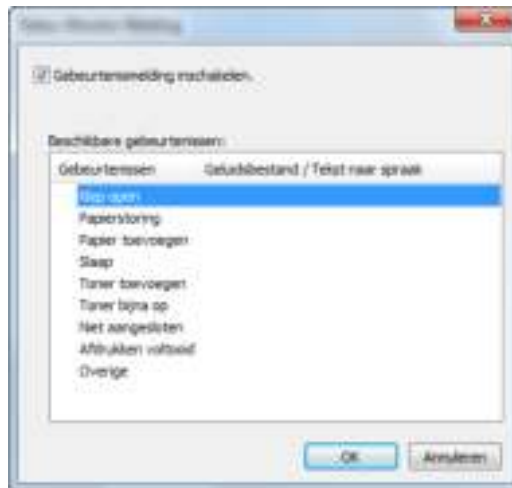 Gebeurtenismelding inschakelen.
Beschikbare gebeurtenissen:
Gebeurtenissen Geluidsbestand / Tekst naar spraak
Klep open
Papierstoring
Papier toevoegen
Slaap
Toner toevoegen
Toner bijna op
Niet aangesloten
Afdrukken voltooid
Overige
OK Annuleren